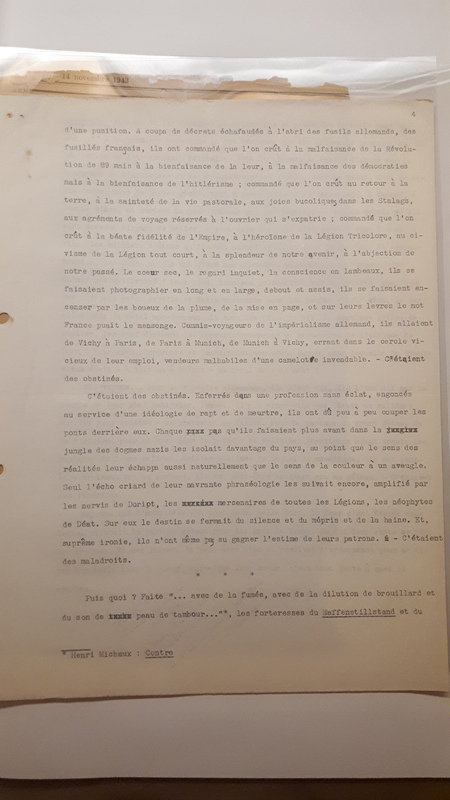 14 NOVEMBRE 1943
4
d'une punition. A coups de décrets échafaudés à l'abri des fusils allemands, des
fusillés français, ils ont commandé que l'on crût à la malfaisance de la Révolu-
tion de 89 mais à la bienfaisance de la leur, à la malfaisance des démocraties
mais à la bienfaisance de l'hitlérisme ; commandé que l'on crût au retour à la
terre, à la sainteté de la vie pastorale, aux joies bucoliques dans les Stalags,
aux agréments de voyage réservés à l'ouvrier qui s'expatrie ; commandé que l'on
crût à la béate fidélité de l'Empire, à l'héroïsme de la Légion Tricolore, au ci-
visme de la Légion tout court, à la splendeur de notre avenir, à l'abjection de
notre passé. Le coeur sec, le regard inquiet, la conscience en lambeaux, ils se
faisaient photographier en long et en large, debout et assis, ils se faisaient en-
censer par les boueux de la plume, de la mise en page, et sur leurs lèvres le mot
France puait le mensonge. Commis-voyageurs de l'impérialisme allemand, ils allaient
de Vichy à Paris, de Paris à Munich, de Munich à Vichy, errant dans le cercle vi-
cieux de leur emploi, vendeurs malhabiles d'une camelotte invendable. - C'étaient
des obstinés.
C'étaient des obstinés. Enferrés dans une profession sans éclat, engoncés
au service d'une idéologie de rapt et de meurtre, ils ont dû peu à peu couper les
ponts derrière eux. Chaque pas qu'ils faisaient plus avant dans la
jungle des dogmes nazis les isolait davantage du pays, au point que le sens des
réalités leur échappa aussi naturellement que le sens de la couleur à un aveugle.
Seul l'écho criard de leur navrante phraséologie les suivait encore, amplifié par
les nervis de Doript, les mercenaires de toutes les Légions, les néophytes
de Déat. Sur eux le destin se fermait du silence et du mépris et de la haine. Et,
suprême ironie, ils n'ont même pu su gagner l'estime de leurs patrons. - C'étaient
des maladroits.
* * *
Puis quoi ? Faite "... avec de la fumée, avec de la dilution de brouillard et
du son de peau de tambour..."*, les forteresses du Waffenstillstand et du
* Henri Michaux : Contre